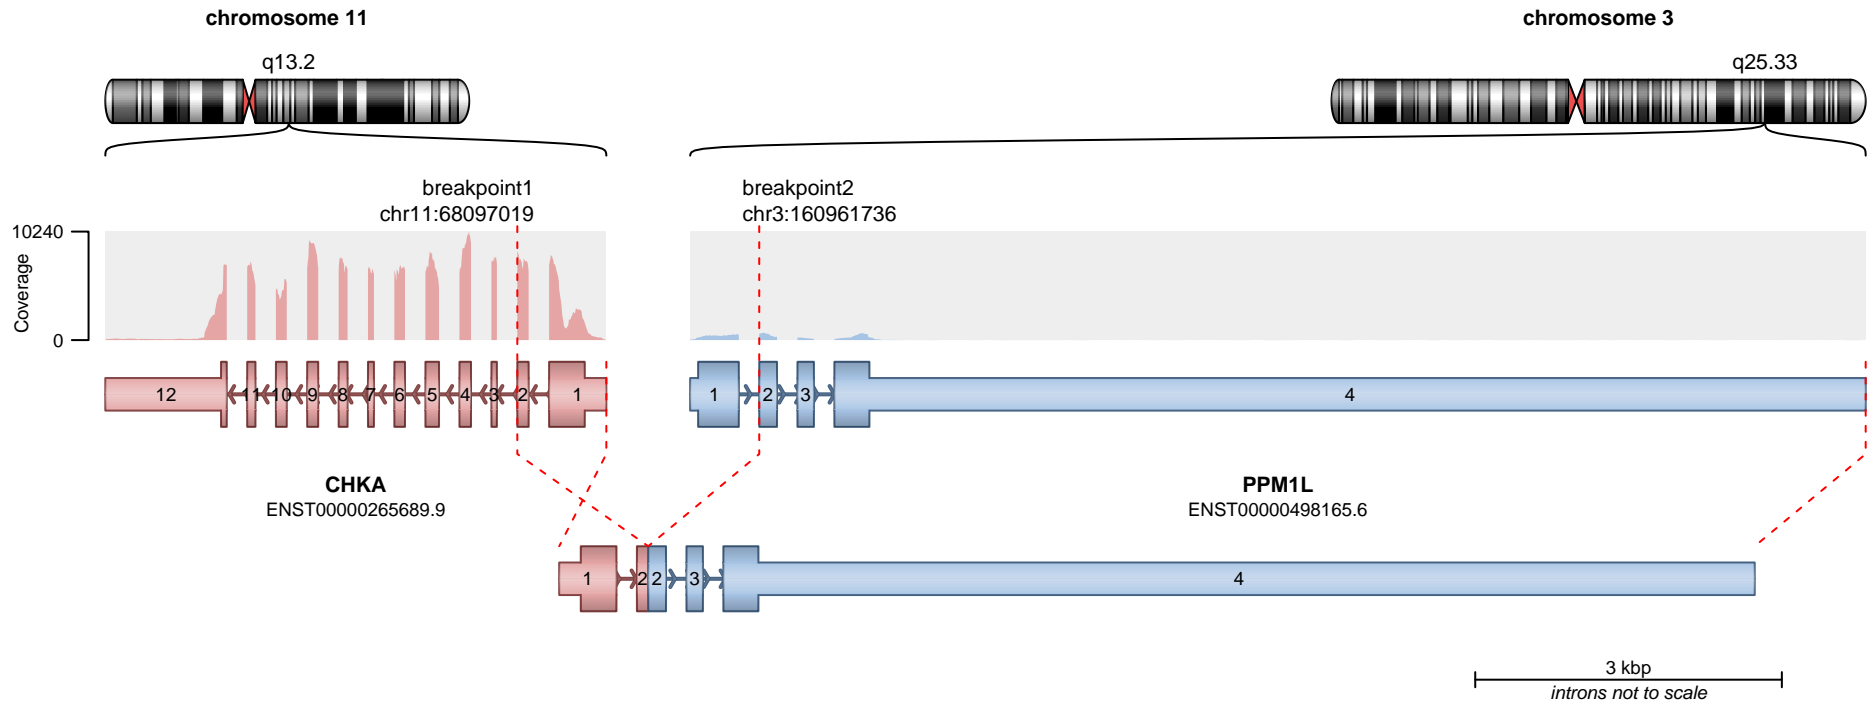 chromosome 11
chromosome 3
q13.2
q25.33
breakpoint1
chr11:68097019
breakpoint2
chr3:160961736
10240
Coverage
0
12 11 10 9 8 7 6 5 4 3 2 1
1 2 3 4
CHKA
ENST00000265689.9
PPM1L
ENST00000498165.6
1 2 2 3 4
3 kbp
introns not to scale